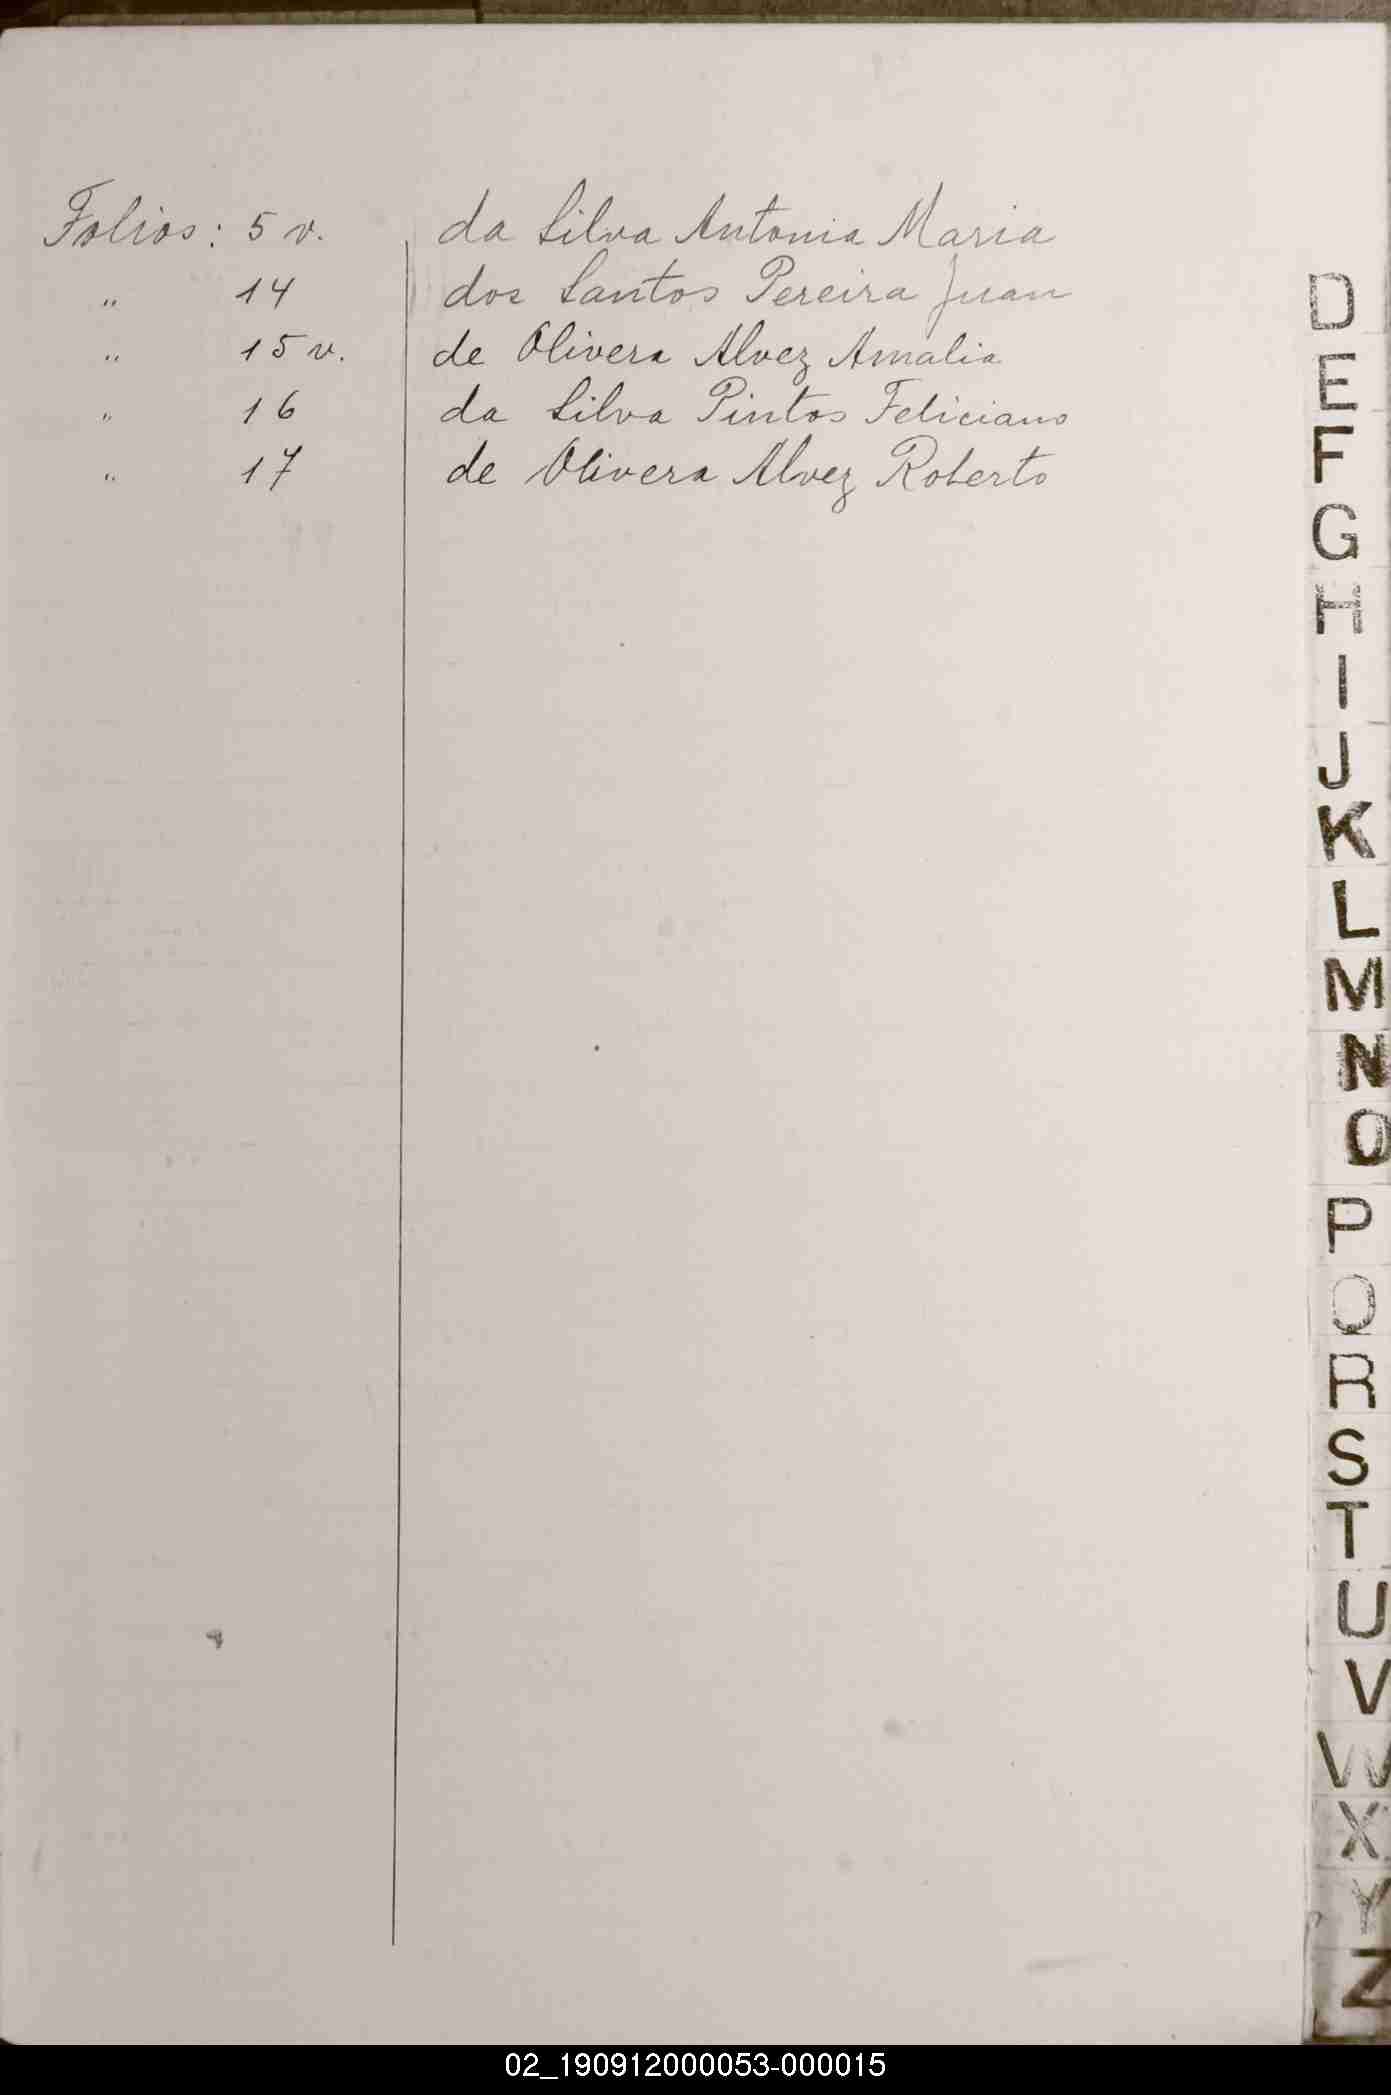 Folios: 5 v. da Silva Antonia Maria
" 14 dos Santos Pereira Juan
" 15 v. de Olivera Alvez Amalia
" 16 da Silva Pintos Feliciano
" 17 de Olivera Alvez Roberto
D
E
F
G
H
I
J
K
L
M
N
O
P
Q
R
S
T
U
V
W
X
Y
Z
02_190912000053-000015